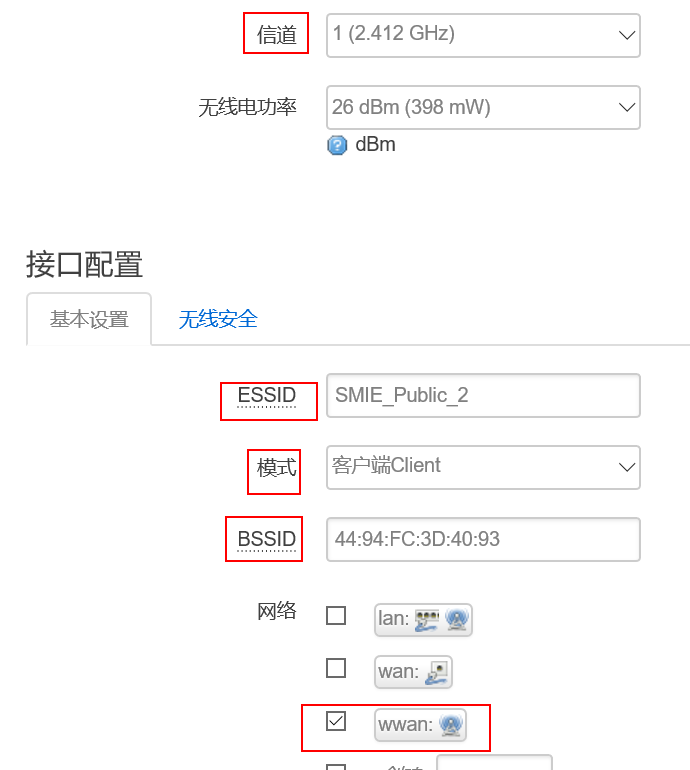 信道 1 (2.412 GHz)
无线电功率 26 dBm (398 mW)
dBm
接口配置
基本设置 无线安全
ESSID SMIE_Public_2
模式 客户端Client
BSSID 44:94:FC:3D:40:93
网络 lan:
wan:
wwan: